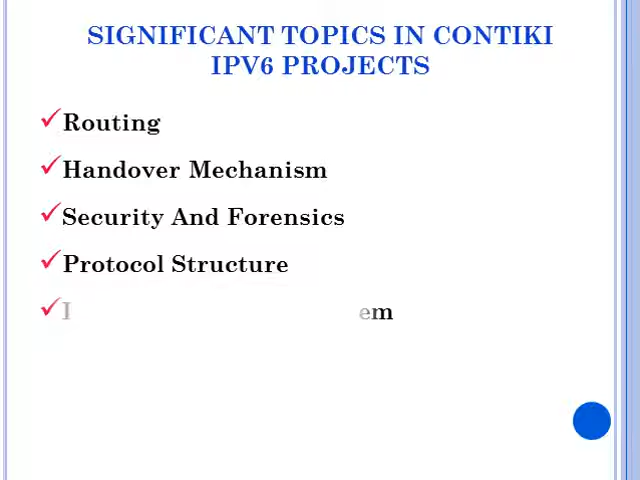 SIGNIFICANT TOPICS IN CONTIKI
IPV6 PROJECTS
Routing
Handover Mechanism
Security And Forensics
Protocol Structure